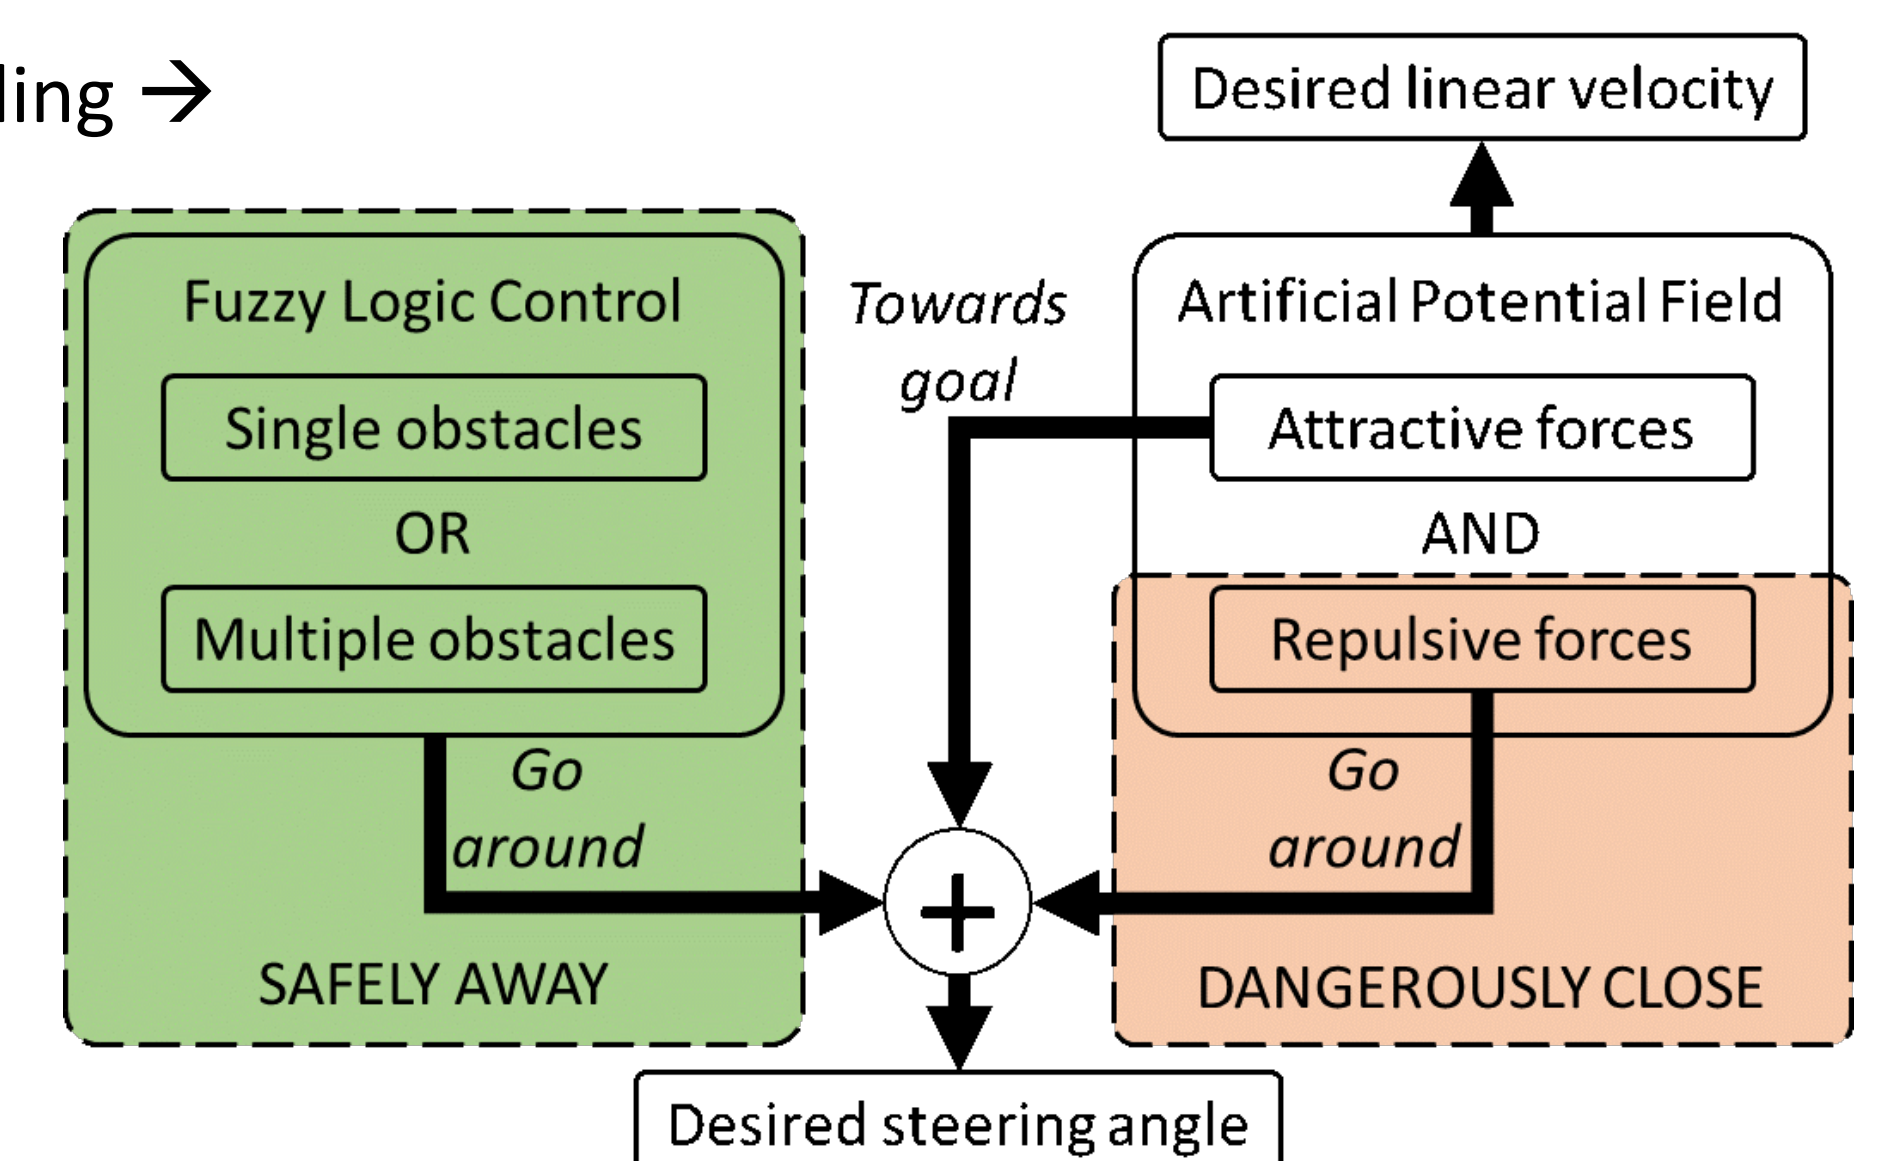 ling →
Desired linear velocity
Fuzzy Logic Control
Single obstacles
OR
Multiple obstacles
Go
around
SAFELY AWAY
Towards
goal
Artificial Potential Field
Attractive forces
AND
Repulsive forces
Go
around
DANGEROUSLY CLOSE
+
Desired steering angle